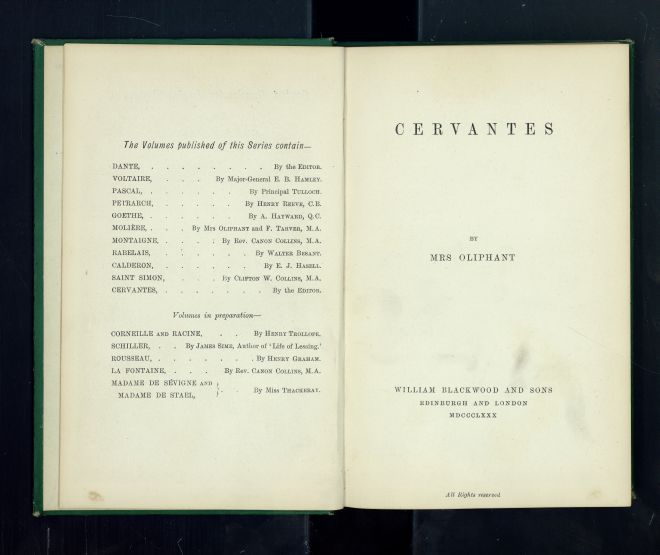 The Volumes published of this Series contain—
DANTE, . . . . . . . By the EDITOR.
VOLTAIRE, . . . By Major-General E. B. HAMLEY.
PASCAL, . . . . . . By Principal TULLOCH.
PETRARCH, . . . . . By HENRY REEVE, C.B.
GOETHE, . . . . . . By A. HAYWARD, Q.C.
MOLIÈRE, . . . By MRS OLIPHANT and F. TARVER, M.A.
MONTAIGNE, . . . . By REV. CANON COLLINS, M.A.
RABELAIS, . . . . . . By WALTER BESANT.
CALDERON, . . . . . . By E. J. HASELL.
SAINT SIMON, . . . By CLIFTON W. COLLINS, M.A.
CERVANTES, . . . . . . . By the EDITOR.
Volumes in preparation—
CORNEILLE AND RACINE, . . By HENRY TROLLOPE.
SCHILLER, . . By JAMES SIME, Author of 'Life of Lessing.'
ROUSSEAU, . . . . . . . By HENRY GRAHAM.
LA FONTAINE, . . . By REV. CANON COLLINS, M.A.
MADAME DE SÉVIGNE AND
MADAME DE STAEL, } . . By MISS THACKERAY.
CERVANTES
BY
MRS OLIPHANT
WILLIAM BLACKWOOD AND SONS
EDINBURGH AND LONDON
MDCCCLXXX
All Rights reserved